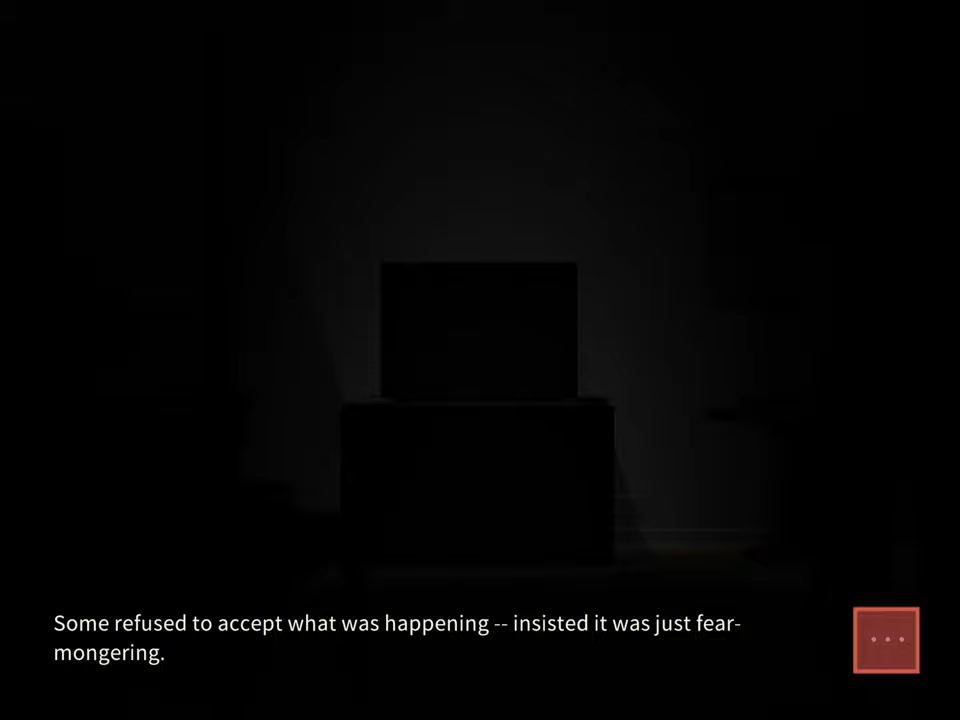 Some refused to accept what was happening -- insisted it was just fear-
mongering.